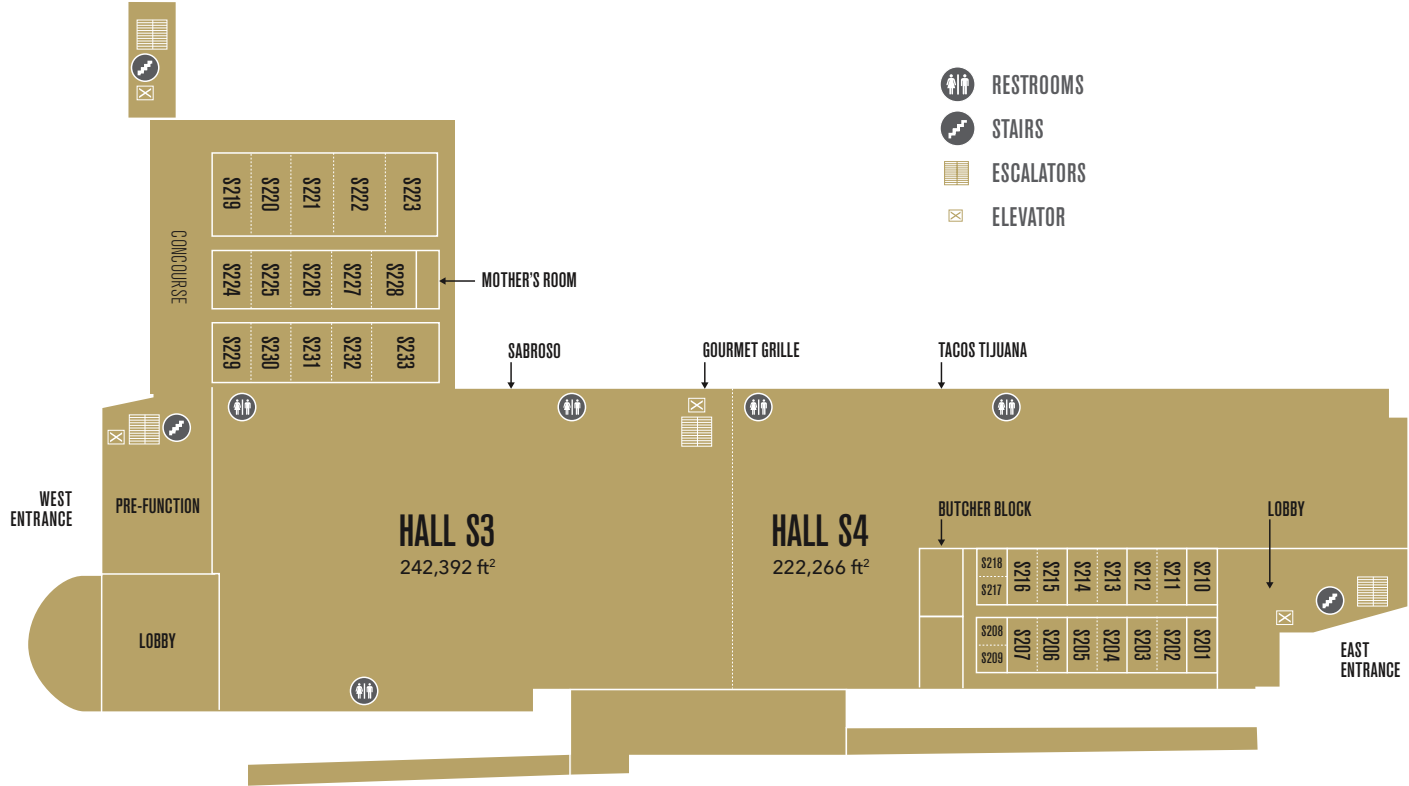 RESTROOMS
STAIRS
ESCALATORS
ELEVATOR
S219
S220
S221
S222
S223
CONCOURSE
S224
S225
S226
S227
S228
MOTHER'S ROOM
S229
S230
S231
S232
S233
SABROSO
GOURMET GRILLE
TACOS TIJUANA
WEST
ENTRANCE
PRE-FUNCTION
HALL S3
242,392 ft²
HALL S4
222,266 ft²
BUTCHER BLOCK
LOBBY
S218
S217
S216
S215
S214
S213
S212
S211
S210
S208
S209
S207
S206
S205
S204
S203
S202
S201
LOBBY
EAST
ENTRANCE